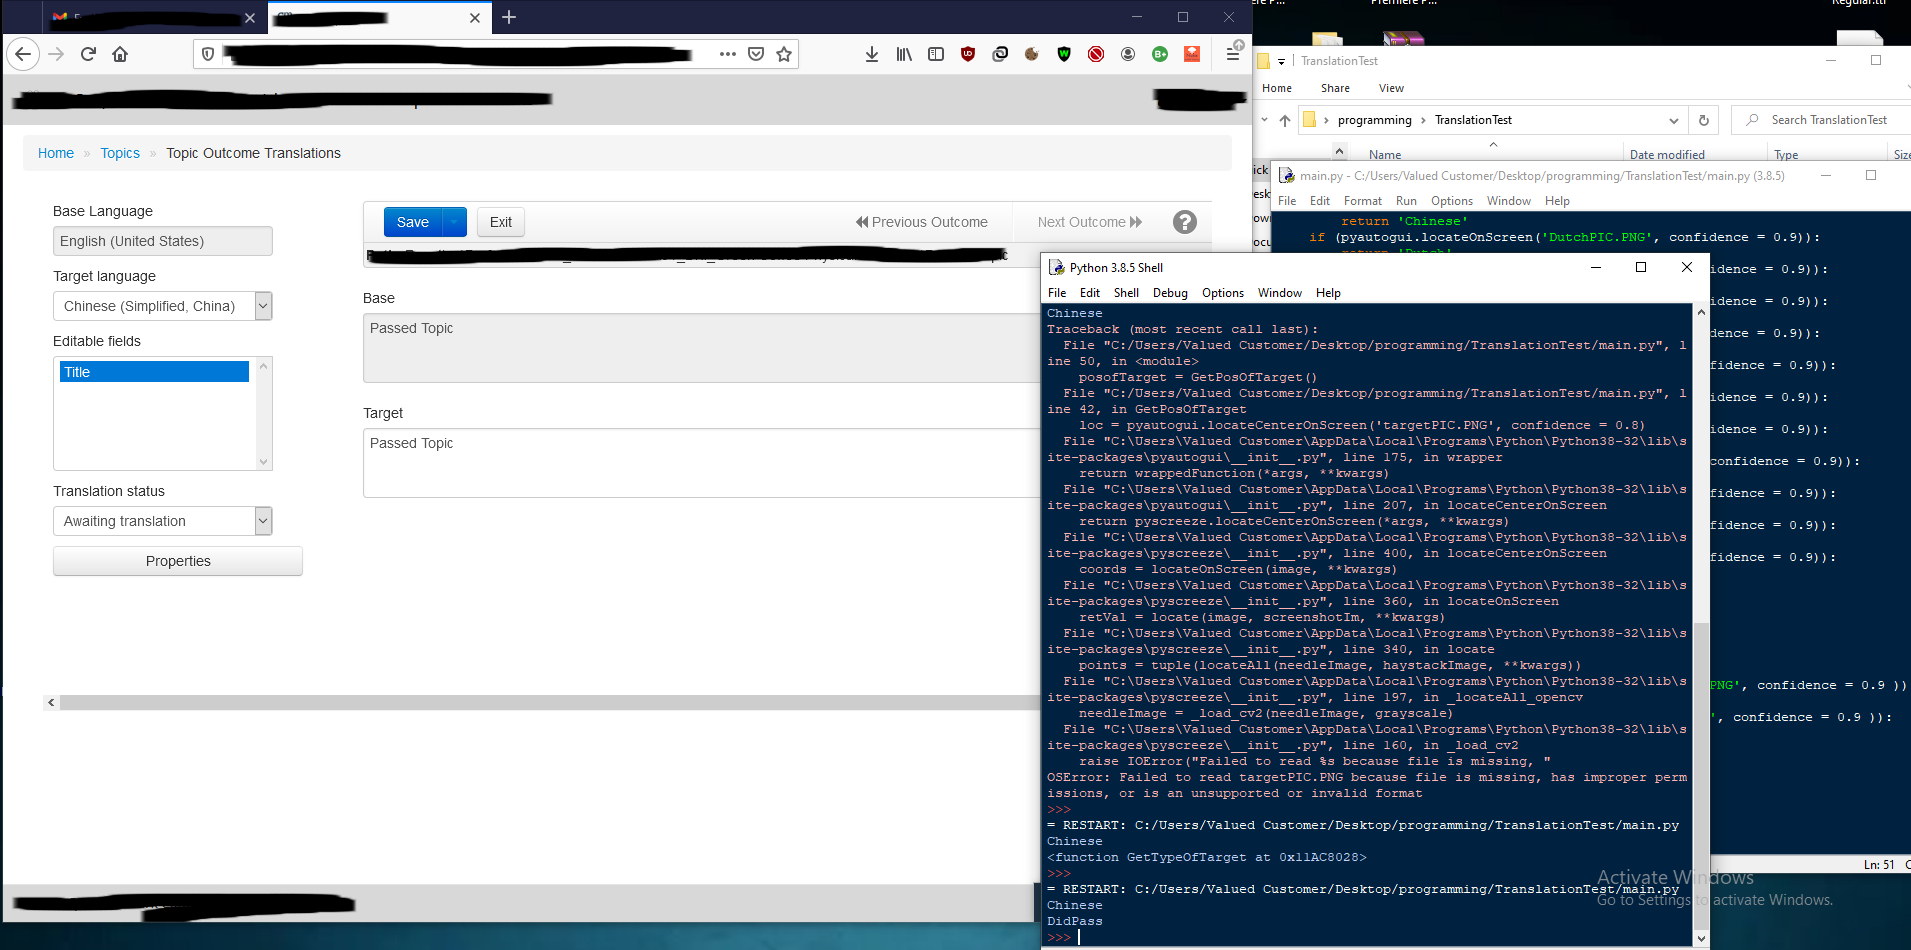 Premiere P...
Regular.ttf
TranslationTest
Home Share View
programming › TranslationTest
Search TranslationTest
Name Date modified Type
Home » Topics » Topic Outcome Translations
Base Language
English (United States)
Target language
Chinese (Simplified, China)
Editable fields
Title
Translation status
Awaiting translation
Properties
Save Exit Previous Outcome Next Outcome ?
Base
Passed Topic
Target
Passed Topic
main.py - C:/Users/Valued Customer/Desktop/programming/TranslationTest/main.py (3.8.5)
File Edit Format Run Options Window Help
return 'Chinese'
if (pyautogui.locateOnScreen('DutchPIC.PNG', confidence = 0.9)):
return 'Dutch'
idence = 0.9)):
idence = 0.9)):
dence = 0.9)):
idence = 0.9)):
idence = 0.9)):
dence = 0.9)):
confidence = 0.9)):
fidence = 0.9)):
fidence = 0.9)):
fidence = 0.9)):
PNG', confidence = 0.9 ))
', confidence = 0.9 )):
Ln: 51
Python 3.8.5 Shell
File Edit Shell Debug Options Window Help
Chinese
Traceback (most recent call last):
File "C:/Users/Valued Customer/Desktop/programming/TranslationTest/main.py", l
ine 50, in <module>
posofTarget = GetPosOfTarget()
File "C:/Users/Valued Customer/Desktop/programming/TranslationTest/main.py", l
ine 42, in GetPosOfTarget
loc = pyautogui.locateCenterOnScreen('targetPIC.PNG', confidence = 0.8)
File "C:\Users\Valued Customer\AppData\Local\Programs\Python\Python38-32\lib\s
ite-packages\pyautogui\__init__.py", line 175, in wrapper
return wrappedFunction(*args, **kwargs)
File "C:\Users\Valued Customer\AppData\Local\Programs\Python\Python38-32\lib\s
ite-packages\pyautogui\__init__.py", line 207, in locateCenterOnScreen
return pyscreeze.locateCenterOnScreen(*args, **kwargs)
File "C:\Users\Valued Customer\AppData\Local\Programs\Python\Python38-32\lib\s
ite-packages\pyscreeze\__init__.py", line 400, in locateCenterOnScreen
coords = locateOnScreen(image, **kwargs)
File "C:\Users\Valued Customer\AppData\Local\Programs\Python\Python38-32\lib\s
ite-packages\pyscreeze\__init__.py", line 360, in locateOnScreen
retVal = locate(image, screenshotIm, **kwargs)
File "C:\Users\Valued Customer\AppData\Local\Programs\Python\Python38-32\lib\s
ite-packages\pyscreeze\__init__.py", line 340, in locate
points = tuple(locateAll(needleImage, haystackImage, **kwargs))
File "C:\Users\Valued Customer\AppData\Local\Programs\Python\Python38-32\lib\s
ite-packages\pyscreeze\__init__.py", line 197, in _locateAll_opencv
needleImage = _load_cv2(needleImage, grayscale)
File "C:\Users\Valued Customer\AppData\Local\Programs\Python\Python38-32\lib\s
ite-packages\pyscreeze\__init__.py", line 160, in _load_cv2
raise IOError("Failed to read %s because file is missing, "
OSError: Failed to read targetPIC.PNG because file is missing, has improper perm
issions, or is an unsupported or invalid format
>>>
= RESTART: C:/Users/Valued Customer/Desktop/programming/TranslationTest/main.py
Chinese
<function GetTypeOfTarget at 0x11AC8028>
>>>
= RESTART: C:/Users/Valued Customer/Desktop/programming/TranslationTest/main.py
Chinese
DidPass
>>>
Activate Windows
Go to Settings to activate Windows.